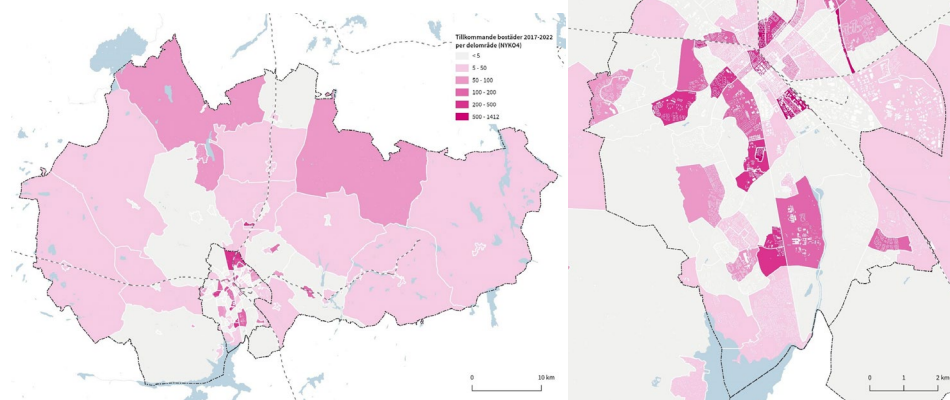 Tillkommande bostäder 2017-2022
per delområde (NYKO4)
< 5
5 - 50
50 - 100
100 - 200
200 - 500
500 - 1412
0 10 km
0 1 2 km